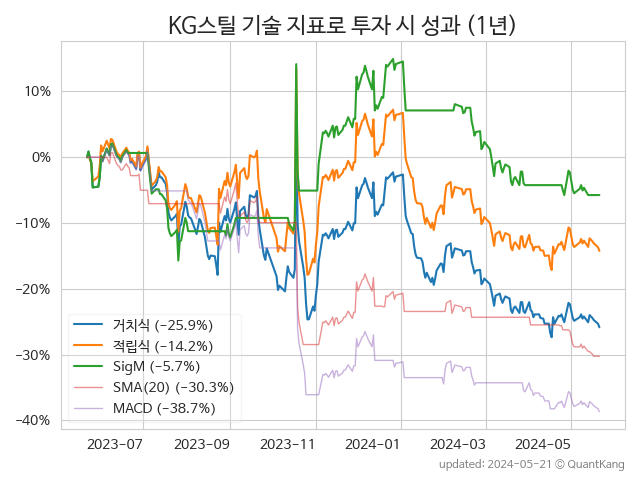 KG스틸 기술 지표로 투자 시 성과 (1년)
10%
0%
−10%
−20%
−30%
−40%
거치식 (−25.9%)
적립식 (−14.2%)
SigM (−5.7%)
SMA(20) (−30.3%)
MACD (−38.7%)
2023−07 2023−09 2023−11 2024−01 2024−03 2024−05
updated: 2024−05−21 © QuantKang